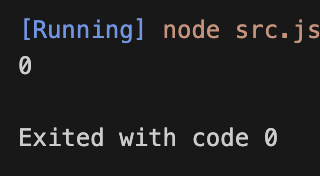 [Running] node src.js
0
Exited with code 0